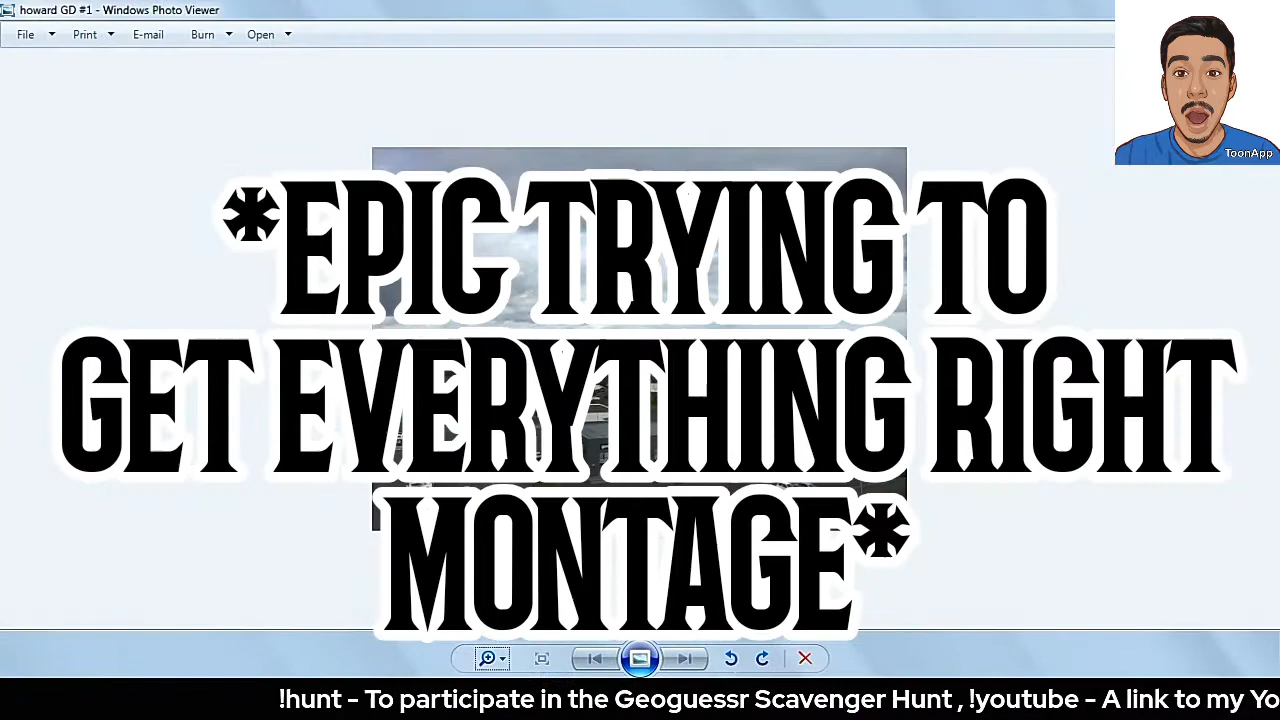 howard GD #1 - Windows Photo Viewer
File Print E-mail Burn Open
ToonApp
*EPIC TRYING TO
GET EVERYTHING RIGHT
MONTAGE*
!hunt - To participate in the Geoguessr Scavenger Hunt , !youtube - A link to my Yo